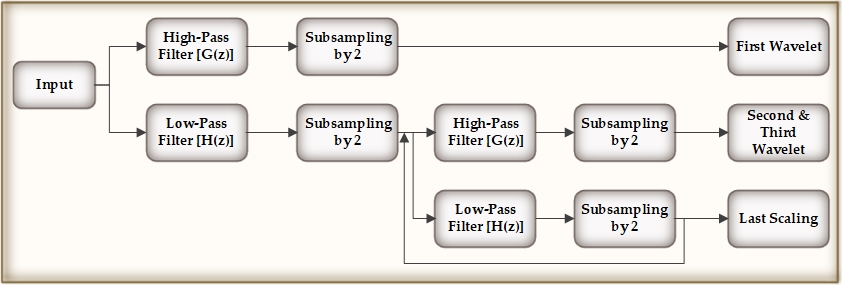 High-Pass
Filter [G(z)]
Subsampling
by 2
First Wavelet
Input
Low-Pass
Filter [H(z)]
Subsampling
by 2
High-Pass
Filter [G(z)]
Subsampling
by 2
Second &
Third
Wavelet
Low-Pass
Filter [H(z)]
Subsampling
by 2
Last Scaling